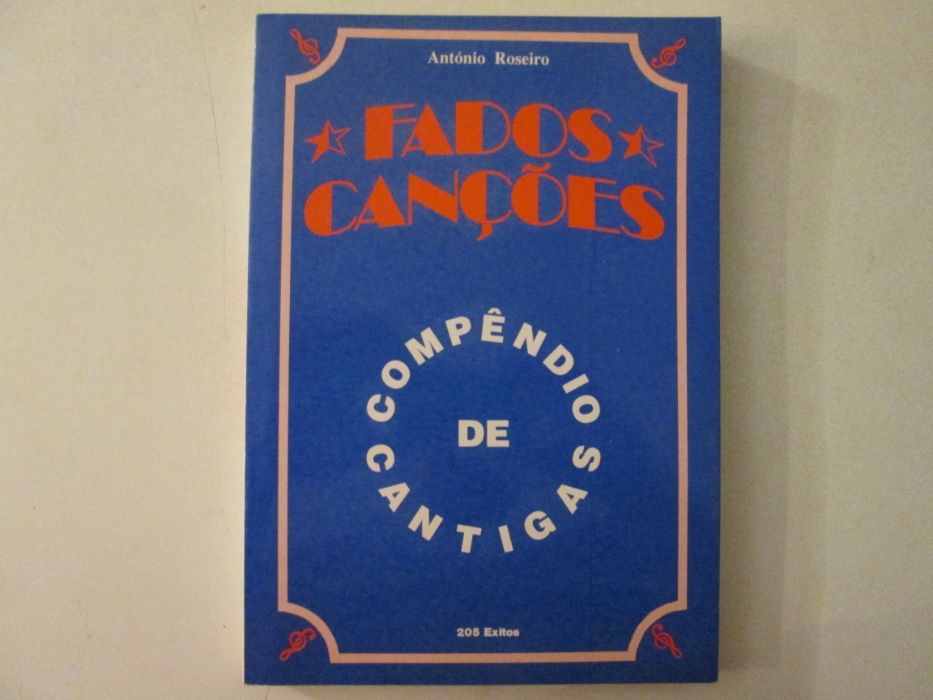 António Roseiro
FADOS
CANÇÕES
COMPÊNDIO
DE
CANTIGAS
205 Exitos